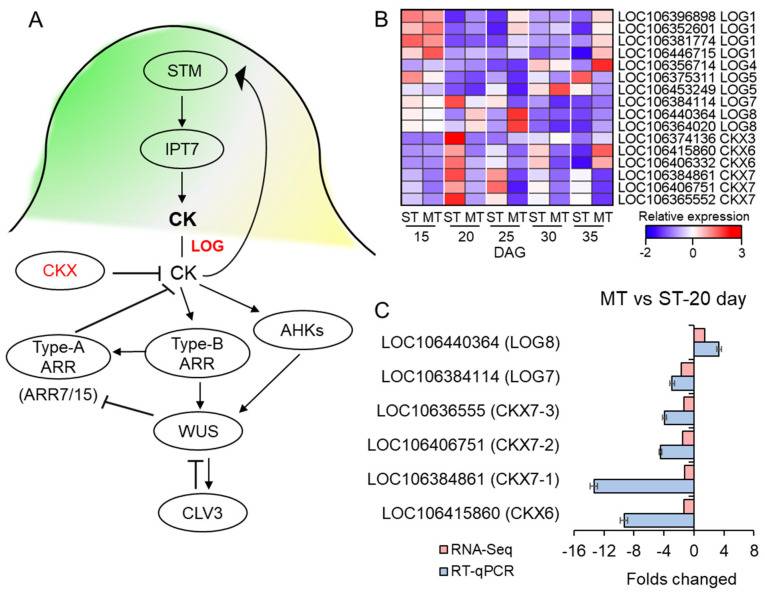 A
STM
IPT7
CK
LOG
CKX
CK
AHKs
Type-A
ARR
Type-B
ARR
(ARR7/15)
WUS
CLV3
B
LOC106396898 LOG1
LOC106352601 LOG1
LOC106381774 LOG1
LOC106446715 LOG1
LOC106356714 LOG4
LOC106375311 LOG5
LOC106453249 LOG5
LOC106384114 LOG7
LOC106440364 LOG8
LOC106364020 LOG8
LOC106374136 CKX3
LOC106415860 CKX6
LOC106406332 CKX6
LOC106384861 CKX7
LOC106406751 CKX7
LOC106365552 CKX7
ST MT ST MT ST MT ST MT ST MT
15 20 25 30 35
DAG
Relative expression
-2 0 3
C
MT vs ST-20 day
LOC106440364 (LOG8)
LOC106384114 (LOG7)
LOC10636555 (CKX7-3)
LOC106406751 (CKX7-2)
LOC106384861 (CKX7-1)
LOC106415860 (CKX6)
RNA-Seq
RT-qPCR
-16 -12 -8 -4 0 4 8
Folds changed